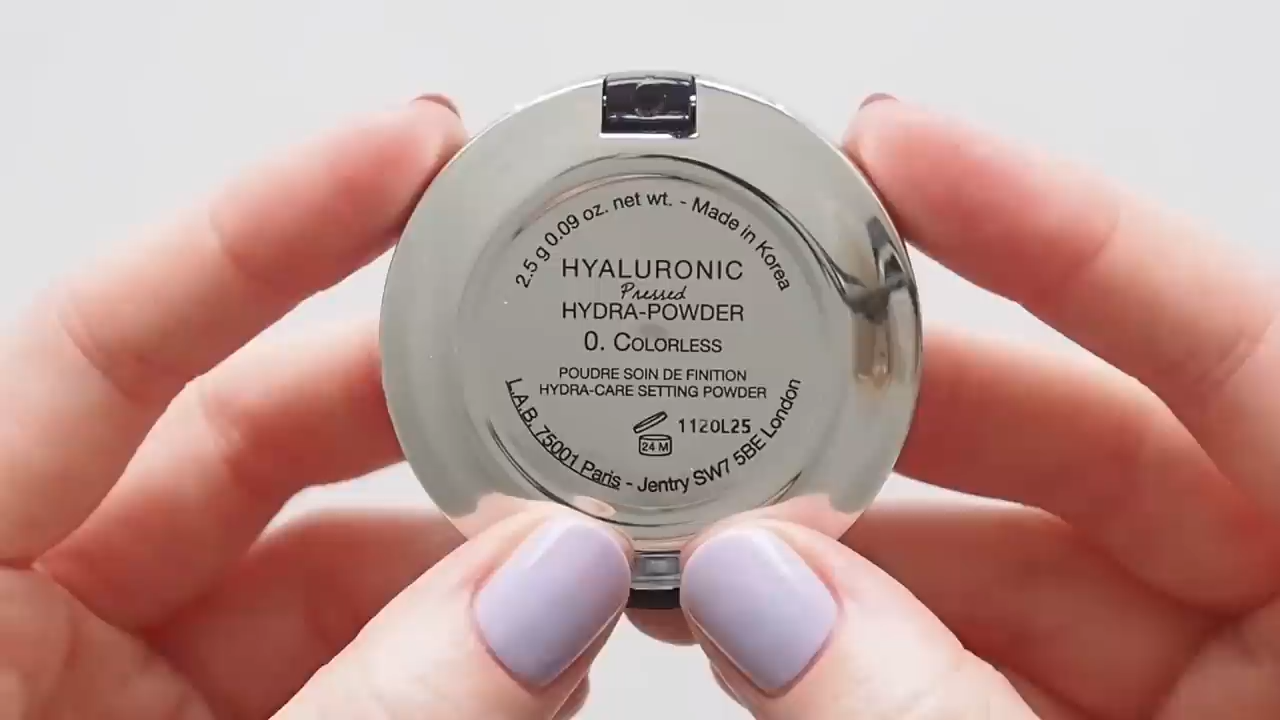 2.5 g 0.09 oz. net wt. - Made in Korea
HYALURONIC
Pressed
HYDRA-POWDER
0. COLORLESS
POUDRE SOIN DE FINITION
HYDRA-CARE SETTING POWDER
1120L25
24 M
L.A.B. 75001 Paris - Jentry SW7 5BE London